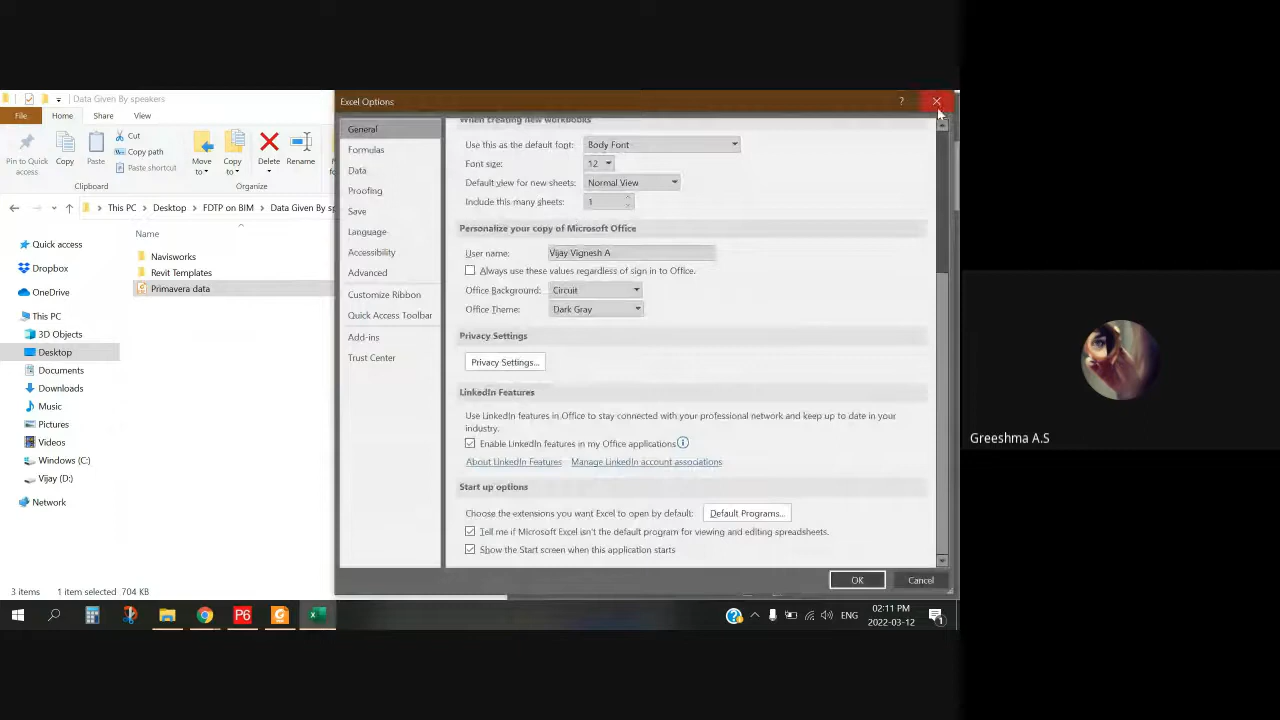 Data Given By speakers
File
Home
Share
View
Pin to Quick access
Copy
Paste
Cut
Copy path
Paste shortcut
Move to
Copy to
Delete
Rename
Clipboard
Organize
This PC
Desktop
FDTP on BIM
Data Given By sp
Name
Quick access
Dropbox
OneDrive
This PC
3D Objects
Desktop
Documents
Downloads
Music
Pictures
Videos
Windows (C:)
Vijay (D:)
Network
Navisworks
Revit Templates
Primavera data
3 items
1 item selected
704 KB
Excel Options
?
General
Formulas
Data
Proofing
Save
Language
Accessibility
Advanced
Customize Ribbon
Quick Access Toolbar
Add-ins
Trust Center
When creating new workbooks
Use this as the default font:
Body Font
Font size:
12
Default view for new sheets:
Normal View
Include this many sheets:
1
Personalize your copy of Microsoft Office
User name:
Vijay Vignesh A
Always use these values regardless of sign in to Office.
Office Background:
Circuit
Office Theme:
Dark Gray
Privacy Settings
Privacy Settings...
LinkedIn Features
Use LinkedIn features in Office to stay connected with your professional network and keep up to date in your
industry.
Enable LinkedIn features in my Office applications
About LinkedIn Features
Manage LinkedIn account associations
Start up options
Choose the extensions you want Excel to open by default:
Default Programs...
Tell me if Microsoft Excel isn't the default program for viewing and editing spreadsheets.
Show the Start screen when this application starts
OK
Cancel
P6
ENG
02:11 PM
2022-03-12
1
Greeshma A.S